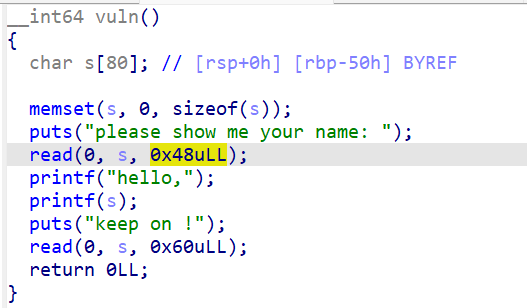 __int64 vuln()
{
  char s[80]; // [rsp+0h] [rbp-50h] BYREF

  memset(s, 0, sizeof(s));
  puts("please show me your name: ");
  read(0, s, 0x48uLL);
  printf("hello,");
  printf(s);
  puts("keep on !");
  read(0, s, 0x60uLL);
  return 0LL;
}